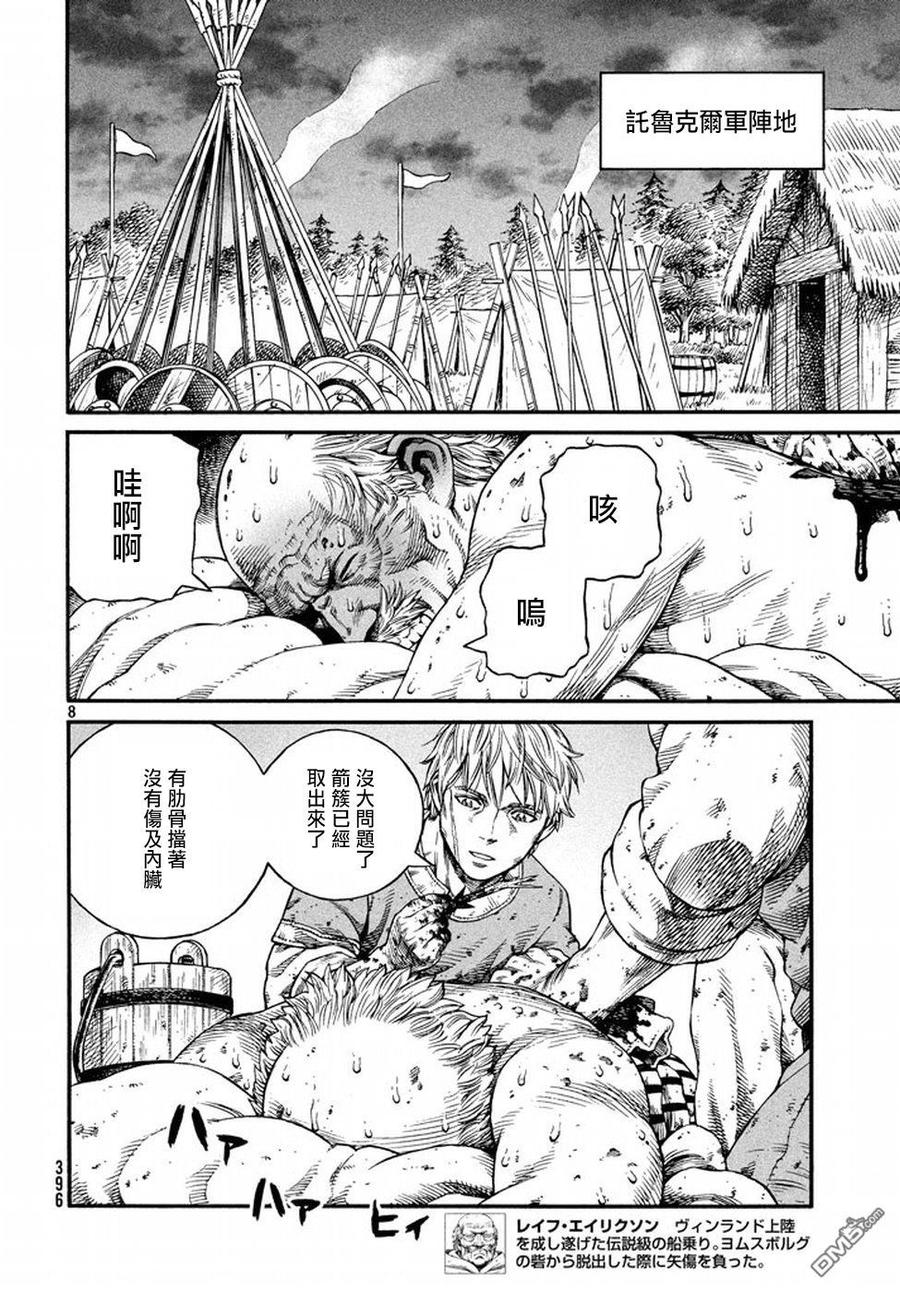 託魯克爾軍陣地
咳
嗚
哇啊啊
8
沒大問題了
箭簇已經
取出來了
有肋骨擋著
沒有傷及內臟
ハァ
ハァ
ヒィ
396
レイフ・エイリクソン ヴィンランド上陸
を成し遂げた伝説級の船乗り。ヨムスボルグ
の砦から脱出した際に矢傷を負った。